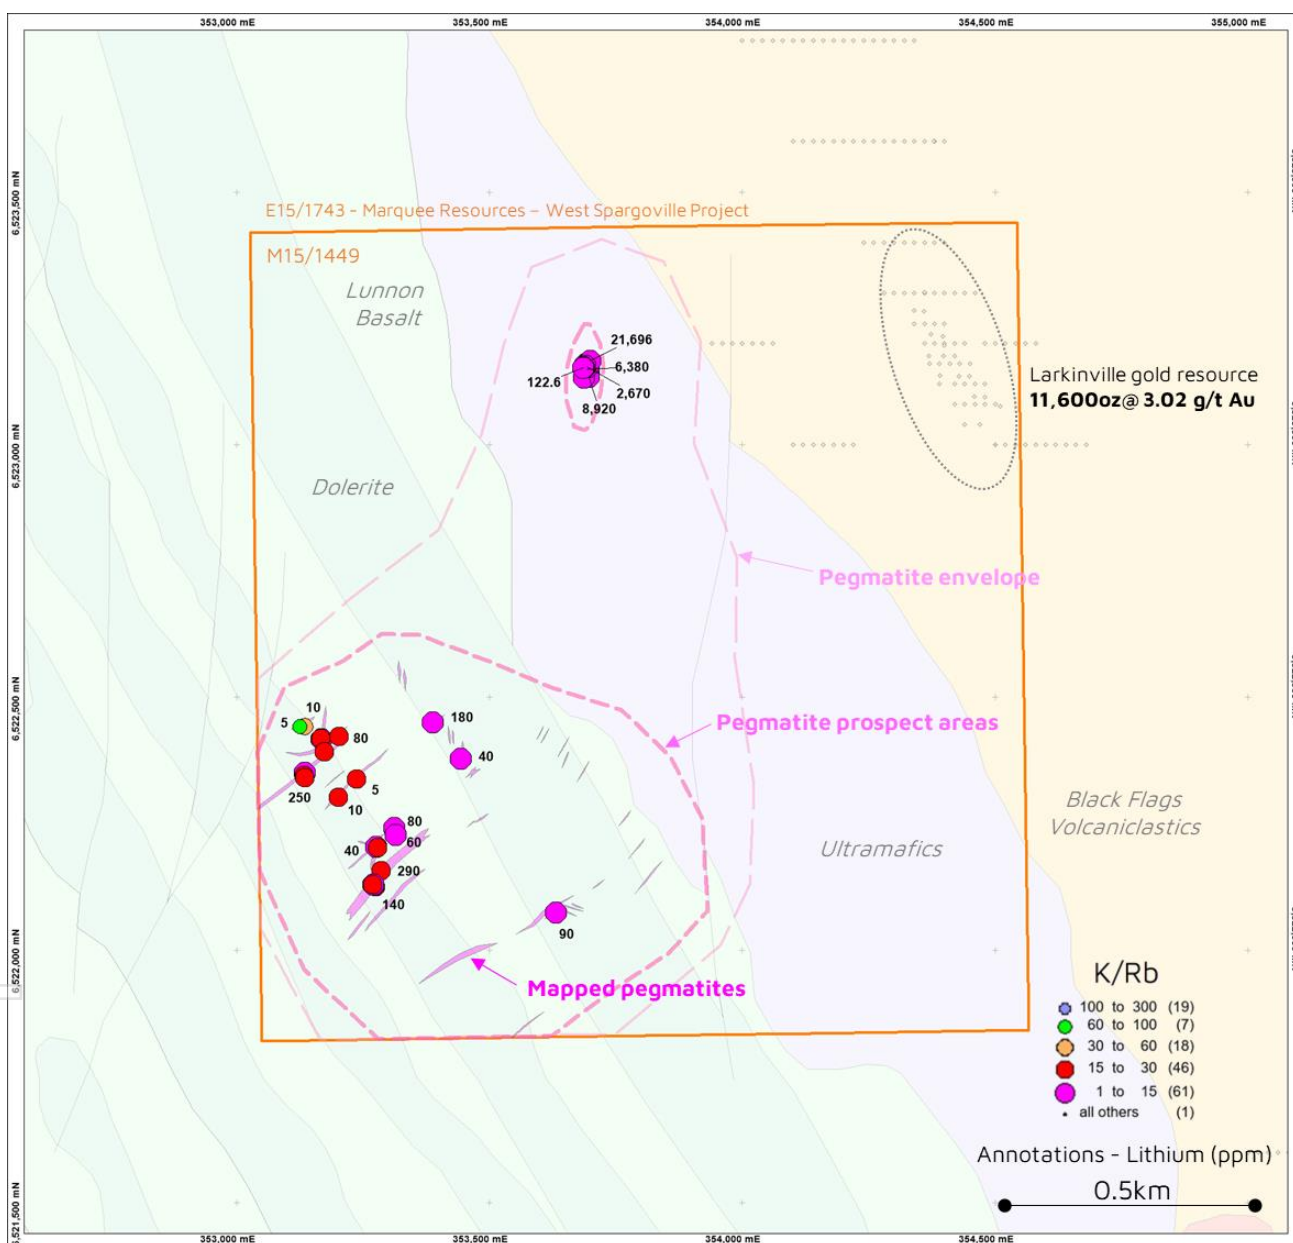 353,000 mE
353,500 mE
354,000 mE
354,500 mE
355,000 mE
6,523,500 mN
E15/1743 - Marquee Resources – West Spargoville Project
M15/1449
Lunnon
Basalt
21,696
6,380
122.6
2,670
8,920
Larkinville gold resource
11,600oz@ 3.02 g/t Au
6,523,000 mN
Dolerite
Pegmatite envelope
6,522,500 mN
10
5
80
180
40
Pegmatite prospect areas
250
5
10
80
60
40
290
140
90
Black Flags
Volcaniclastics
Ultramafics
6,522,000 mN
Mapped pegmatites
K/Rb
100 to 300 (19)
60 to 100 (7)
30 to 60 (18)
15 to 30 (46)
1 to 15 (61)
all others (1)
Annotations - Lithium (ppm)
0.5km
6,521,500 mN
353,000 mE
353,500 mE
354,000 mE
354,500 mE